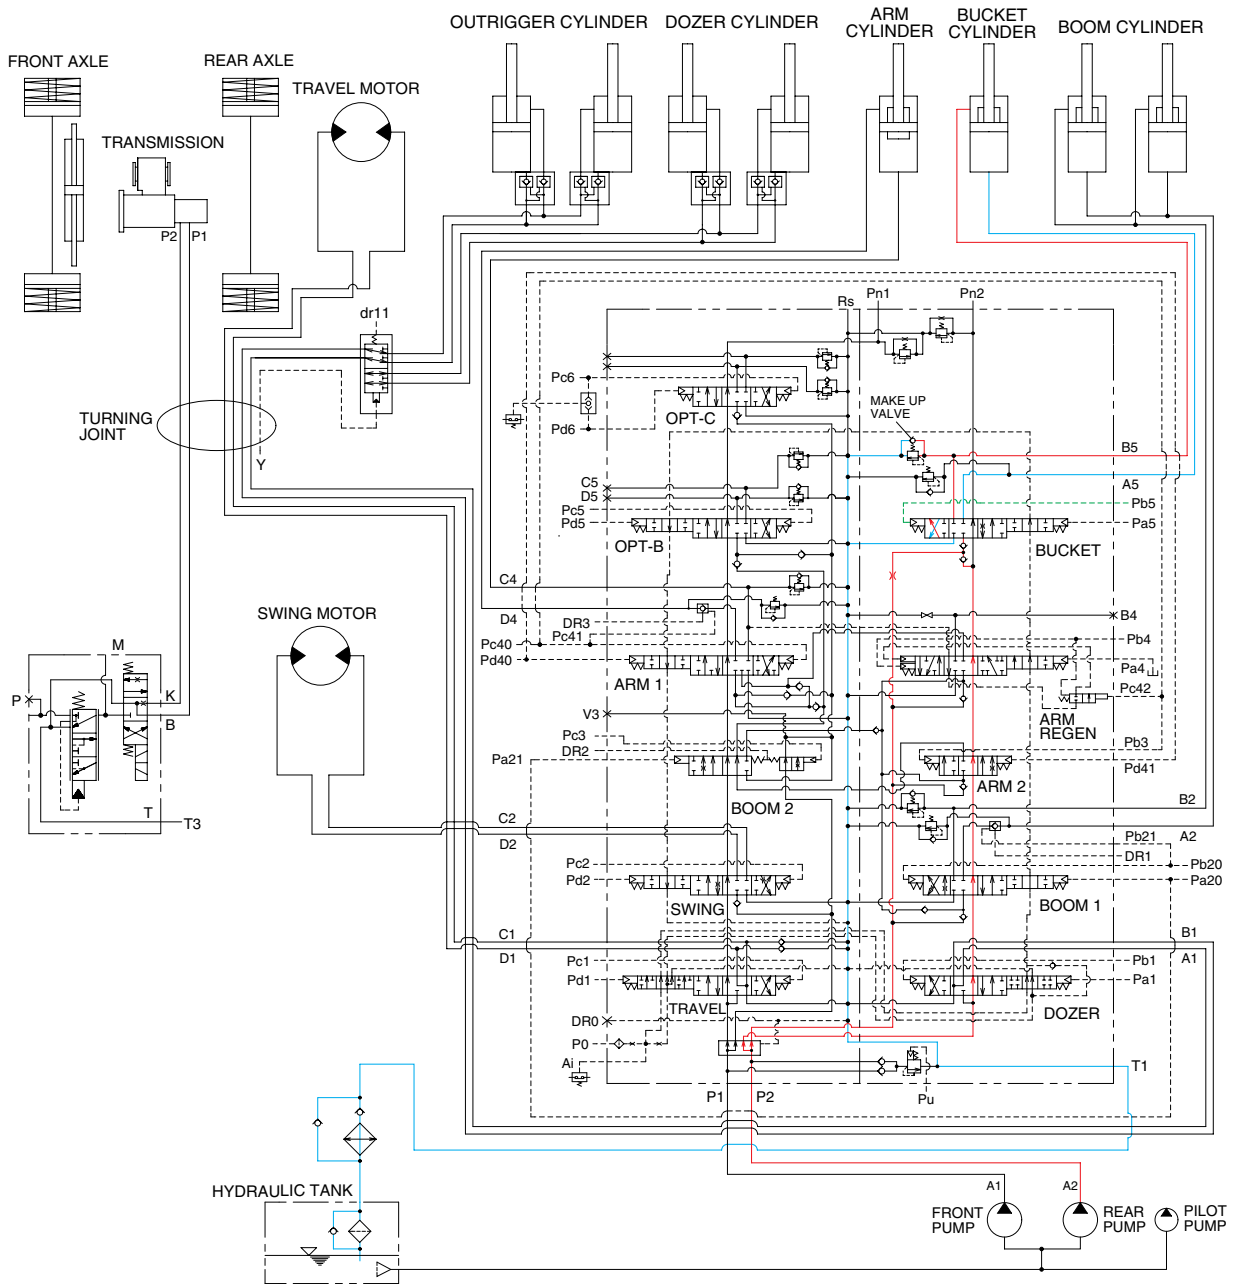 OUTRIGGER CYLINDER
DOZER CYLINDER
ARM
CYLINDER
BUCKET
CYLINDER
BOOM CYLINDER
FRONT AXLE
REAR AXLE
TRAVEL MOTOR
TRANSMISSION
P2
P1
dr11
Rs
Pn1
Pn2
Pc6
Pd6
OPT-C
MAKE UP
VALVE
TURNING
JOINT
Y
B5
A5
C5
D5
Pc5
Pd5
OPT-B
Pb5
Pa5
BUCKET
C4
D4
DR3
Pc41
Pc40
Pd40
ARM 1
B4
Pb4
Pa4
Pc42
ARM
REGEN
SWING MOTOR
M
P
K
B
T
T3
V3
Pc3
DR2
Pa21
BOOM 2
Pb3
Pd41
ARM 2
B2
A2
C2
D2
Pb21
DR1
Pc2
Pd2
SWING
Pb20
Pa20
BOOM 1
C1
D1
B1
A1
Pc1
Pd1
TRAVEL
Pb1
Pa1
DOZER
DR0
P0
Ai
T1
Pu
P1
P2
HYDRAULIC TANK
A1
A2
FRONT
PUMP
REAR
PUMP
PILOT
PUMP